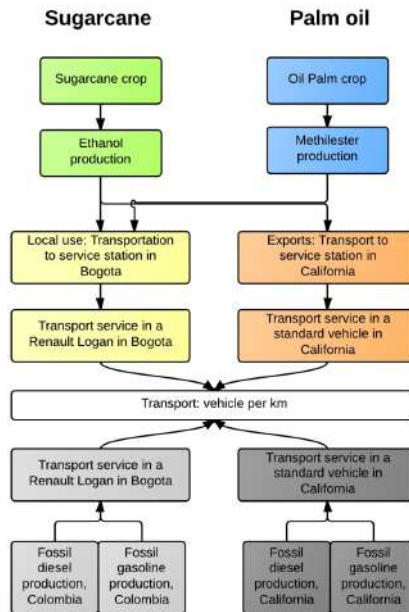 Sugarcane
Palm oil
Sugarcane crop
Oil Palm crop
Ethanol
production
Methilester
production
Local use: Transportation
to service station in
Bogota
Exports: Transport to
service station in
California
Transport service in a
Renault Logan in Bogota
Transport service in a
standard vehicle in
California
Transport: vehicle per km
Transport service in a
Renault Logan in Bogota
Transport service in a
standard vehicle in
California
Fossil
diesel
production,
Colombia
Fossil
gasoline
production,
Colombia
Fossil
diesel
production,
California
Fossil
gasoline
production,
California